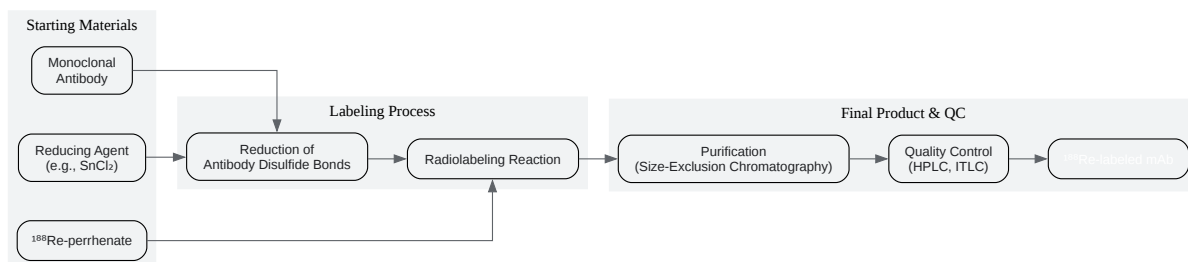 Starting Materials
Monoclonal
Antibody
Reducing Agent
(e.g., SnCl₂)
¹⁸⁸Re-perrhenate
Labeling Process
Reduction of
Antibody Disulfide Bonds
Radiolabeling Reaction
Final Product & QC
Purification
(Size-Exclusion Chromatography)
Quality Control
(HPLC, ITLC)
¹⁸⁸Re-labeled mAb